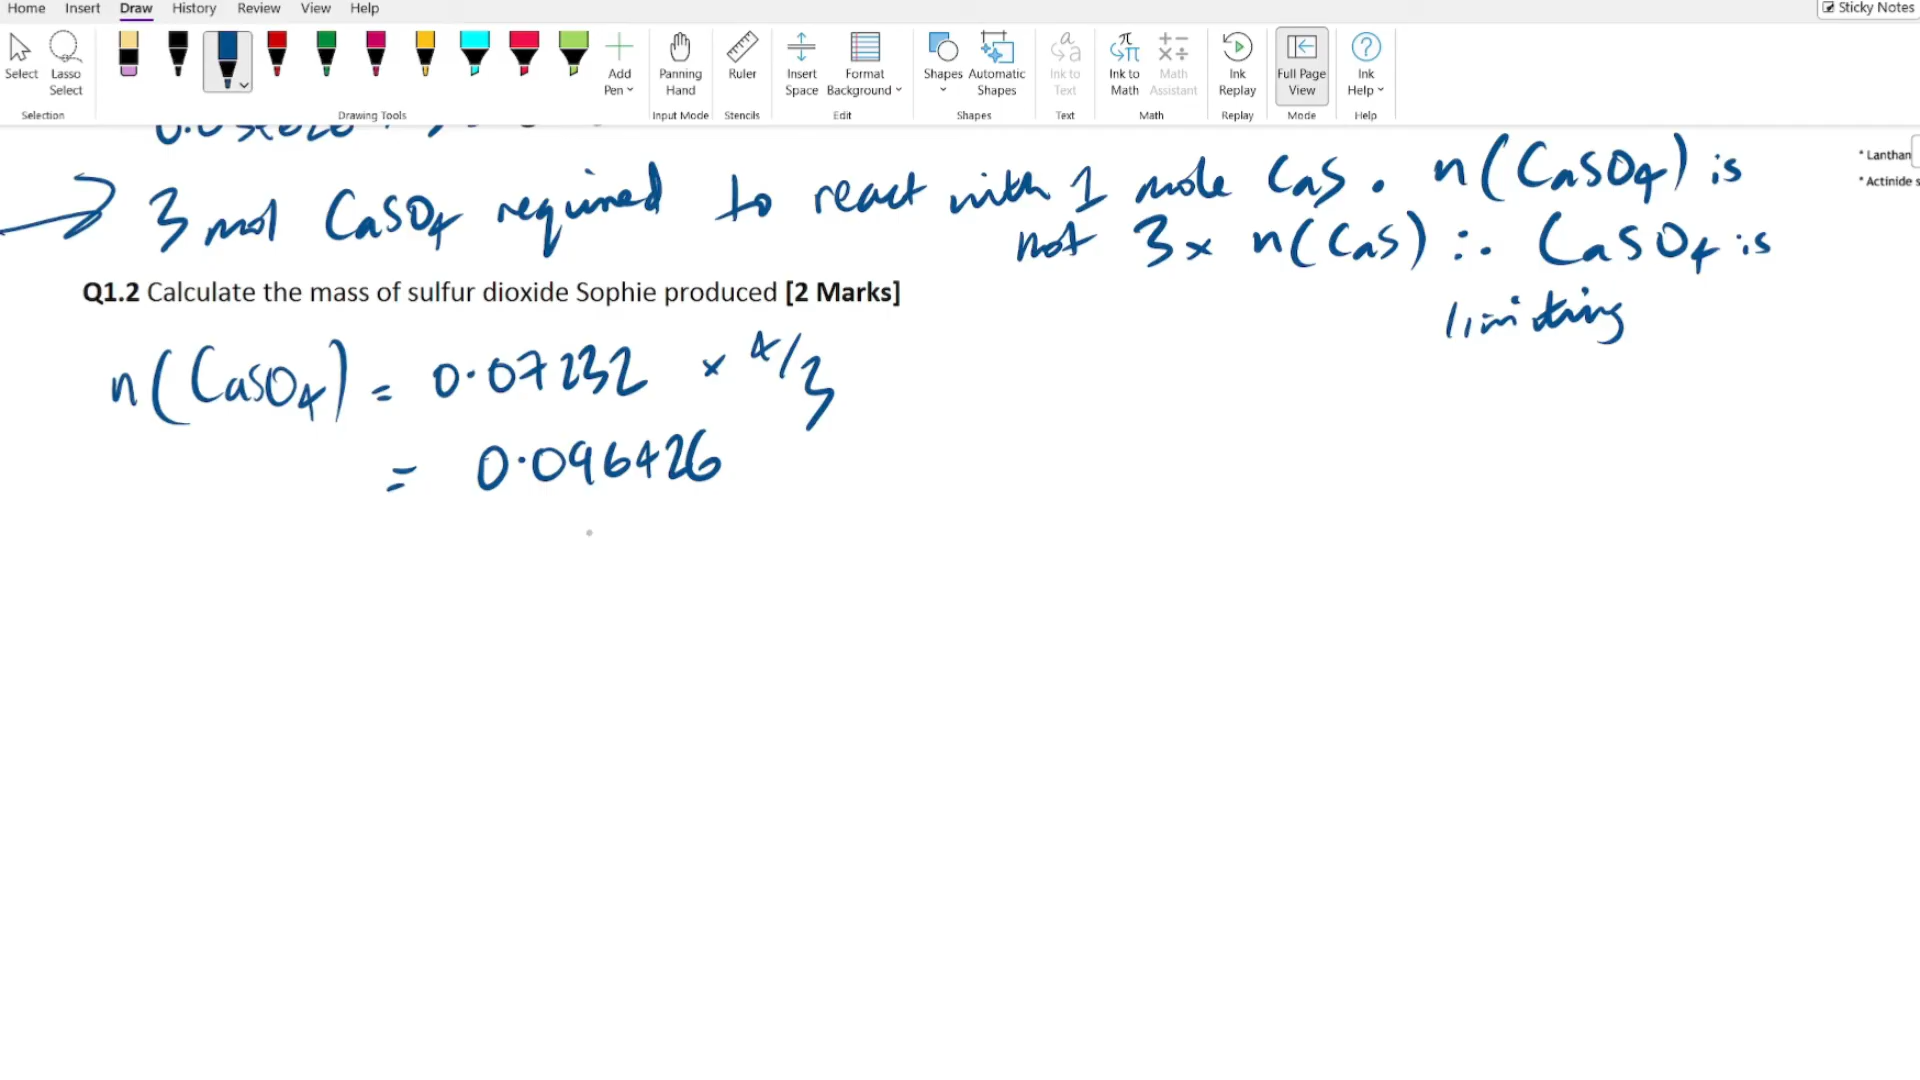 Home Insert Draw History Review View Help
Sticky Notes
Select Lasso Select Add Pen Panning Hand Ruler Insert Space Format Background Shapes Automatic Shapes Ink to Text Ink to Math Math Assistant Ink Replay Full Page View Ink Help
Selection Drawing Tools Input Mode Stencils Edit Shapes Text Math Replay Mode Help
* Lanthan
* Actinide s
3 mol CaSO4 required to react with 1 mole CaS. n(CaSO4) is
not 3 x n(CaS) ∴ CaSO4 is
limiting
Q1.2 Calculate the mass of sulfur dioxide Sophie produced [2 Marks]
n(CaSO4) = 0.07232 x 4/3
= 0.096426